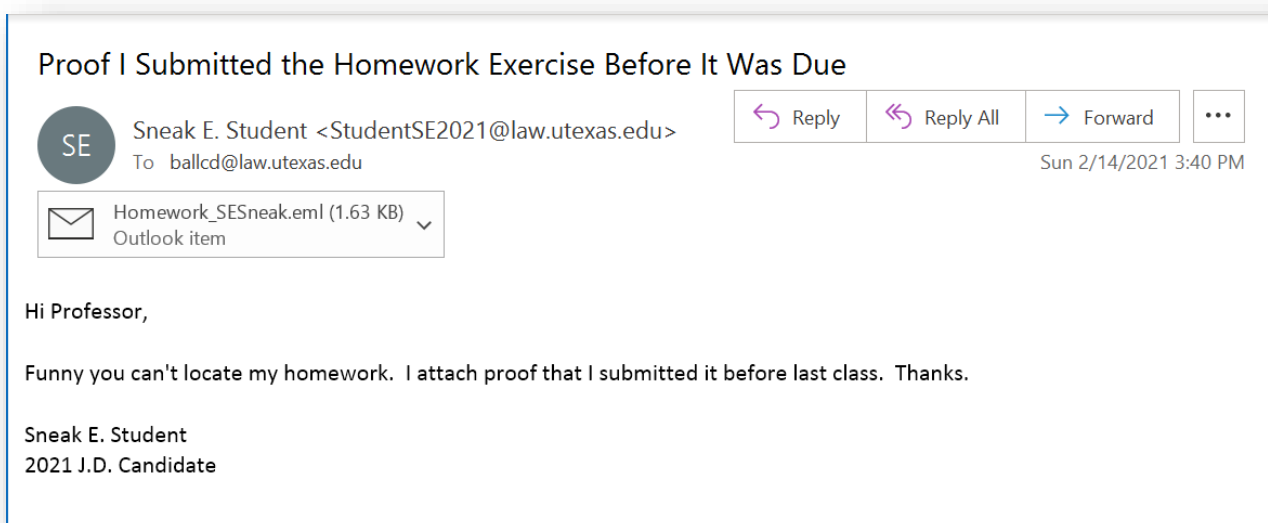 Proof I Submitted the Homework Exercise Before It Was Due
SE
Sneak E. Student <StudentSE2021@law.utexas.edu>
To ballcd@law.utexas.edu
Reply
Reply All
Forward
...
Sun 2/14/2021 3:40 PM
Homework_SESneak.eml (1.63 KB)
Outlook item
Hi Professor,
Funny you can't locate my homework.  I attach proof that I submitted it before last class.  Thanks.
Sneak E. Student
2021 J.D. Candidate